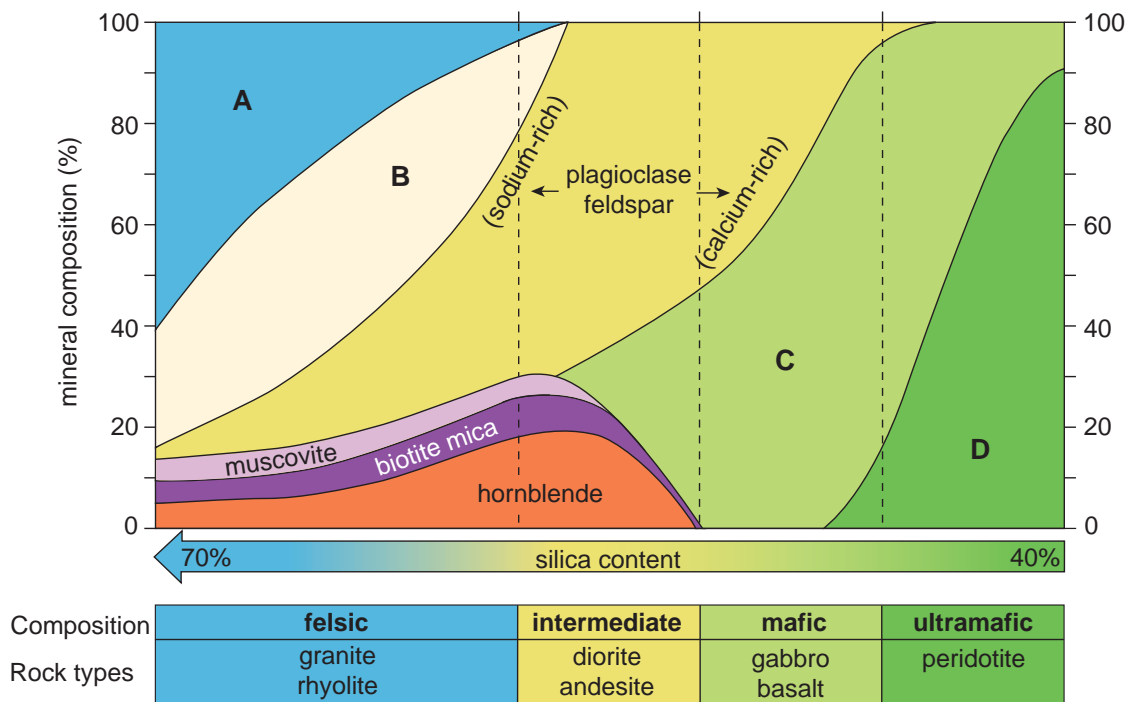 mineral composition (%)
100
80
60
40
20
0
100
80
60
40
20
0
A
B
(sodium-rich)
plagioclase
feldspar
(calcium-rich)
C
D
muscovite
biotite mica
hornblende
70%
silica content
40%
Composition
felsic
intermediate
mafic
ultramafic
Rock types
granite
rhyolite
diorite
andesite
gabbro
basalt
peridotite